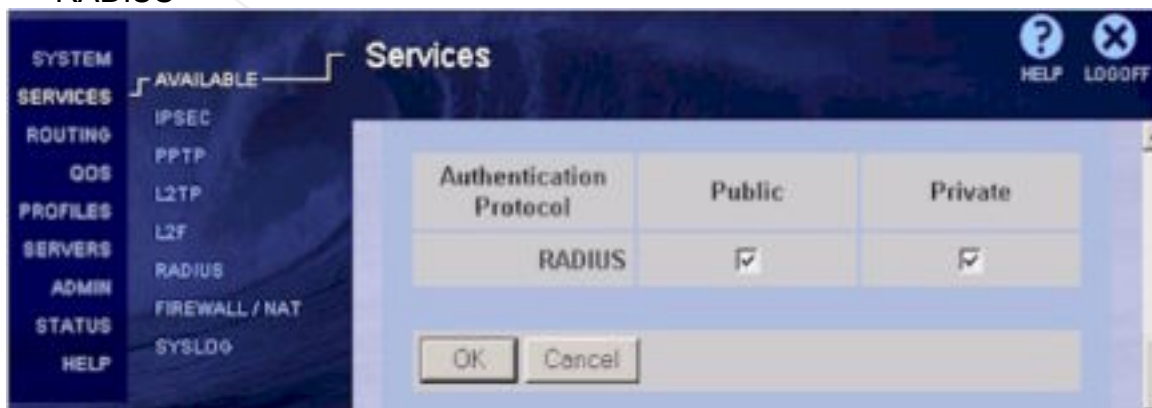 RADIUS
SYSTEM
SERVICES
ROUTING
QOS
PROFILES
SERVERS
ADMIN
STATUS
HELP
AVAILABLE
IPSEC
PPTP
L2TP
L2F
RADIUS
FIREWALL / NAT
SYSLOG
Services
HELP LOGOFF
Authentication Protocol Public Private
RADIUS
OK Cancel